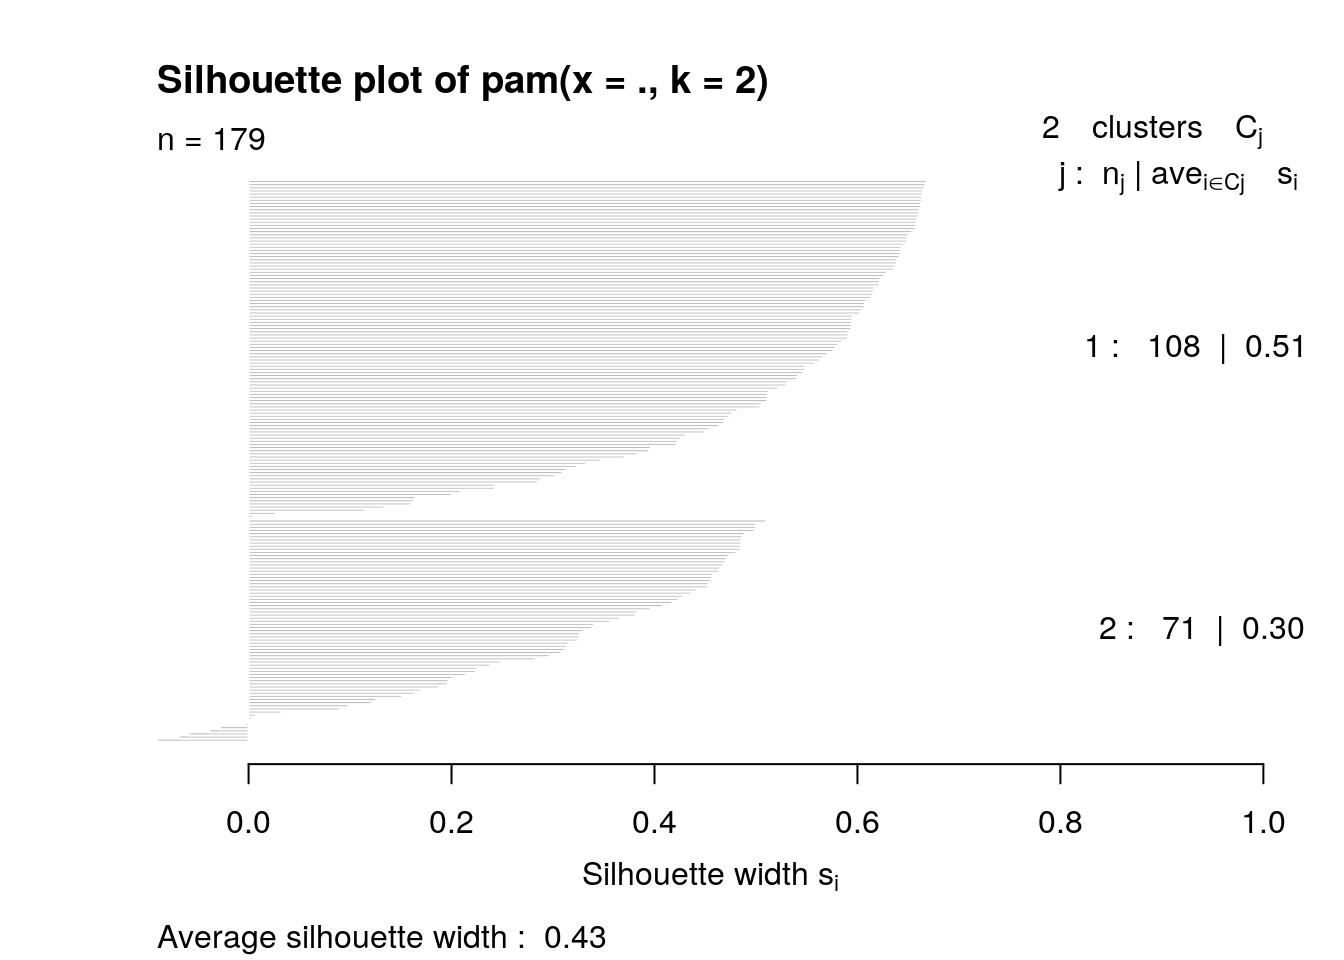 Silhouette plot of pam(x = ., k = 2)
n = 179
2 clusters Cj
j : nj | avei∈Cj si
1 : 108 | 0.51
2 : 71 | 0.30
0.0 0.2 0.4 0.6 0.8 1.0
Silhouette width si
Average silhouette width : 0.43